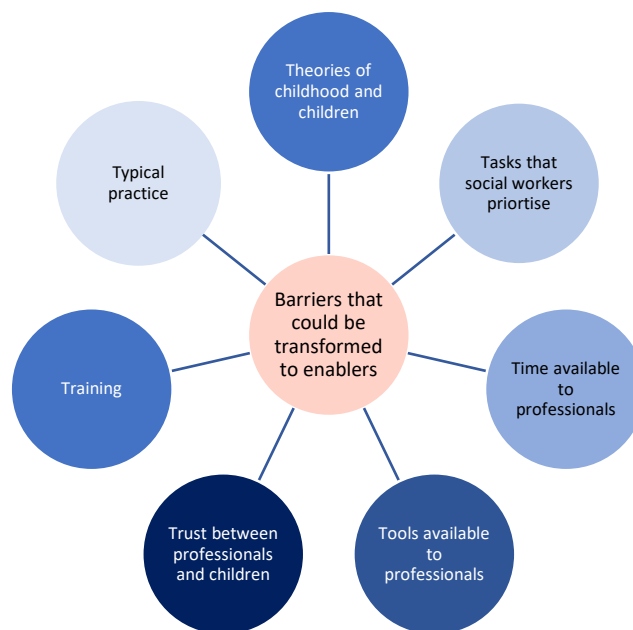 Theories of
childhood and
children
Tasks that
social workers
priortise
Time available
to
professionals
Tools available
to
professionals
Trust between
professionals
and children
Training
Typical
practice
Barriers that
could be
transformed
to enablers